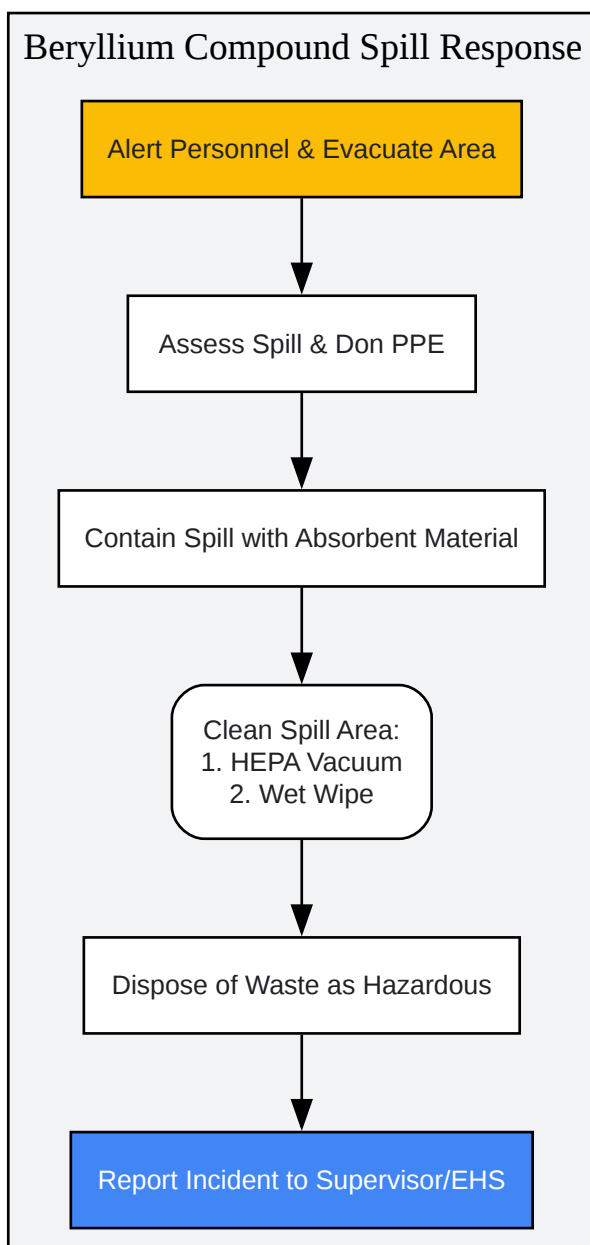 Beryllium Compound Spill Response
Alert Personnel & Evacuate Area
Assess Spill & Don PPE
Contain Spill with Absorbent Material
Clean Spill Area:
1. HEPA Vacuum
2. Wet Wipe
Dispose of Waste as Hazardous
Report Incident to Supervisor/EHS